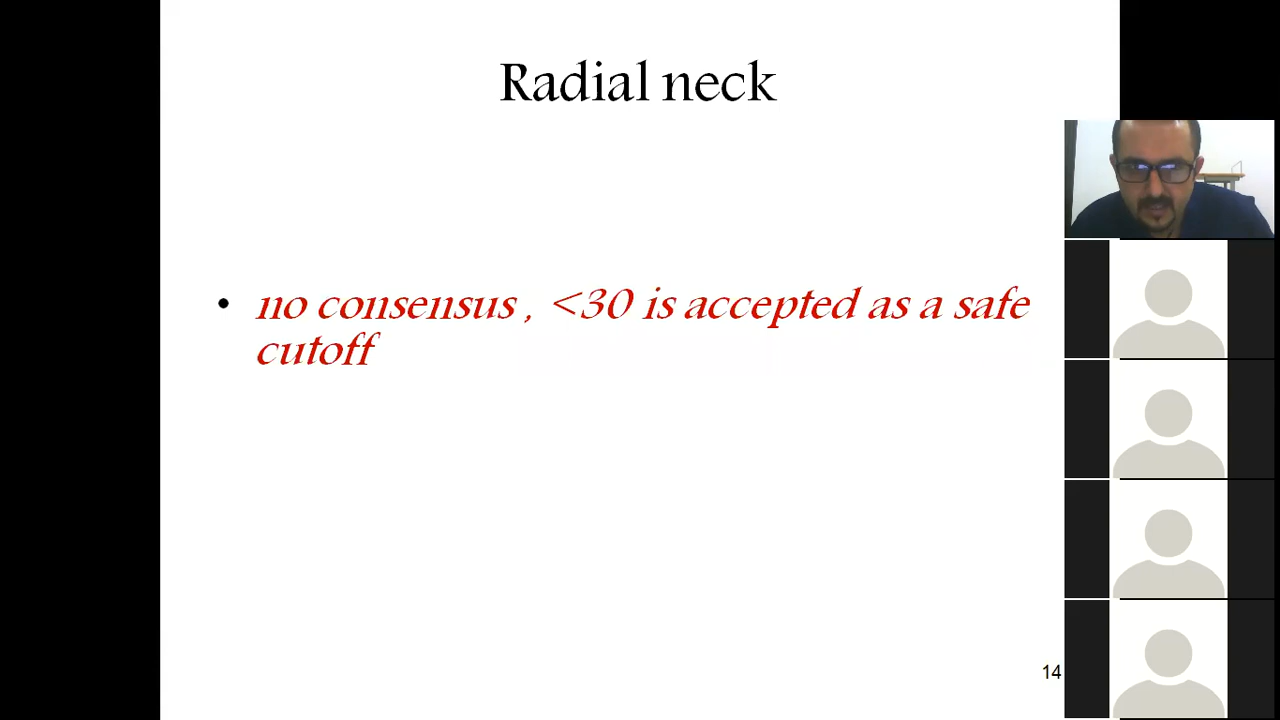 Radial neck
• no consensus , <30 is accepted as a safe
cutoff
14